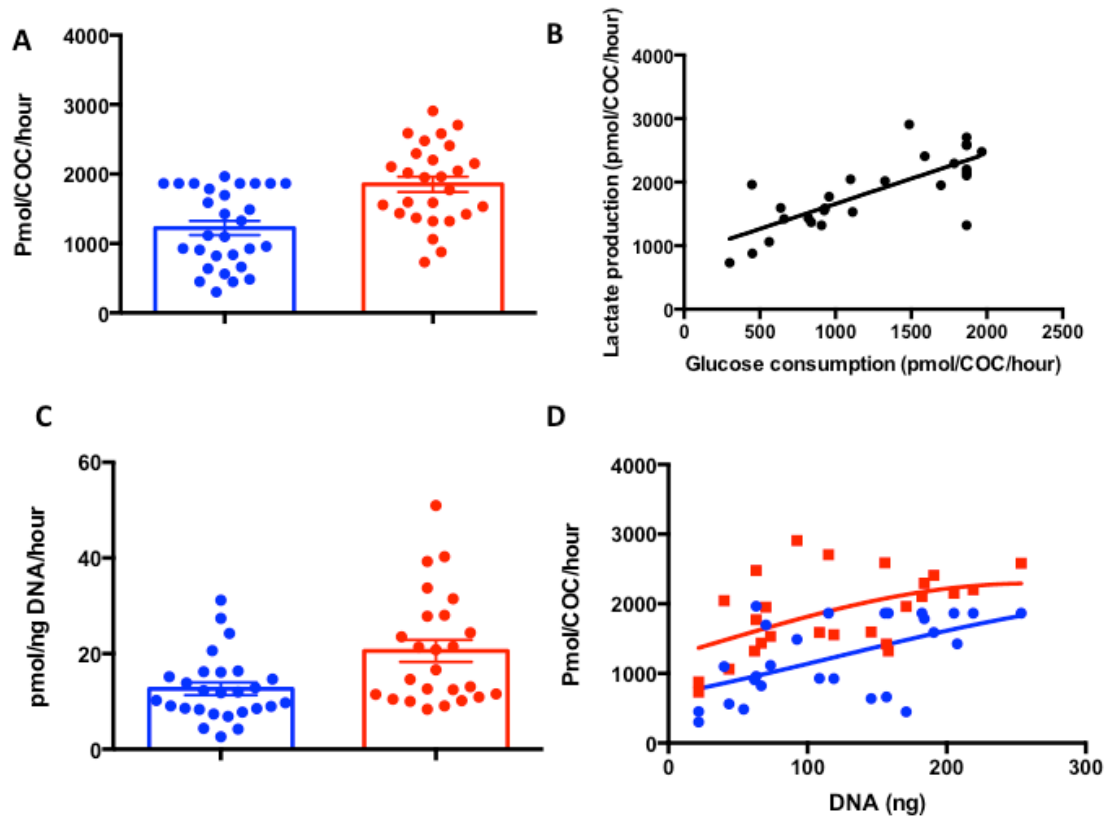 A
Pmol/COC/hour
4000
3000
2000
1000
0
B
Lactate production (pmol/COC/hour)
4000
3000
2000
1000
0
0 500 1000 1500 2000 2500
Glucose consumption (pmol/COC/hour)
C
pmol/ng DNA/hour
60
40
20
0
D
Pmol/COC/hour
4000
3000
2000
1000
0
0 100 200 300
DNA (ng)